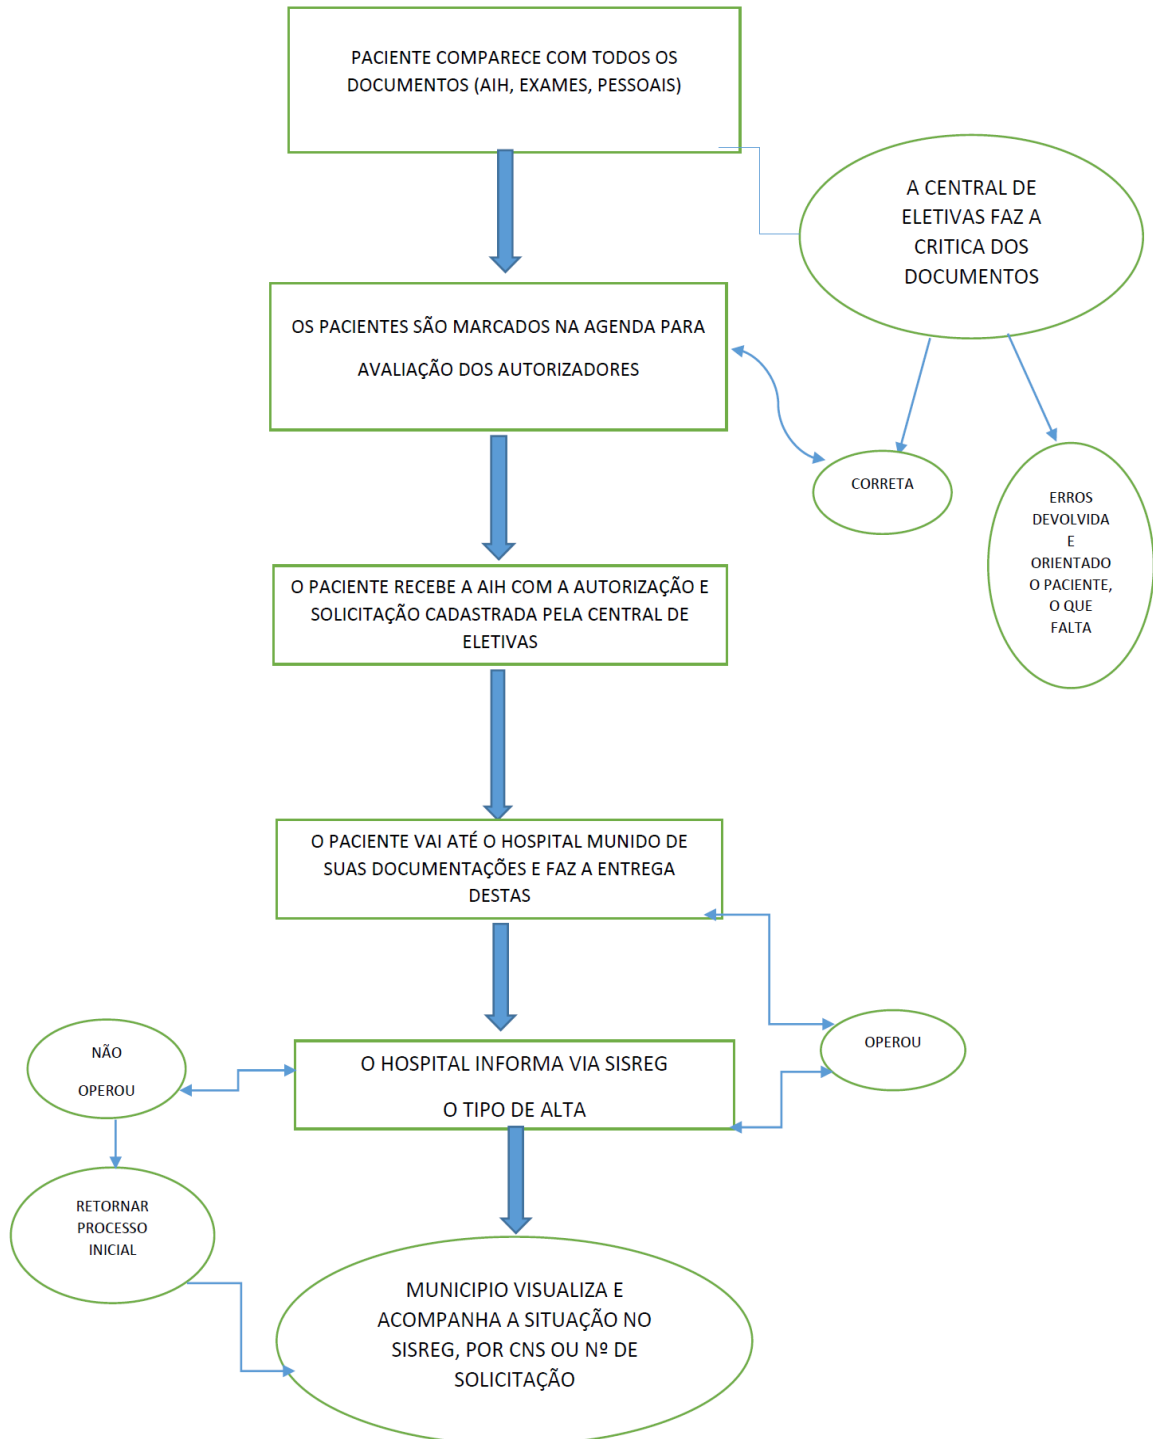 PACIENTE COMPARECE COM TODOS OS
DOCUMENTOS (AIH, EXAMES, PESSOAIS)
A CENTRAL DE
ELETIVAS FAZ A
CRITICA DOS
DOCUMENTOS
OS PACIENTES SÃO MARCADOS NA AGENDA PARA
AVALIAÇÃO DOS AUTORIZADORES
CORRETA
ERROS
DEVOLVIDA
E
ORIENTADO
O PACIENTE,
O QUE
FALTA
O PACIENTE RECEBE A AIH COM A AUTORIZAÇÃO E
SOLICITAÇÃO CADASTRADA PELA CENTRAL DE
ELETIVAS
O PACIENTE VAI ATÉ O HOSPITAL MUNIDO DE
SUAS DOCUMENTAÇÕES E FAZ A ENTREGA
DESTAS
OPEROU
NÃO
OPEROU
O HOSPITAL INFORMA VIA SISREG
O TIPO DE ALTA
RETORNAR
PROCESSO
INICIAL
MUNICIPIO VISUALIZA E
ACOMPANHA A SITUAÇÃO NO
SISREG, POR CNS OU Nº DE
SOLICITAÇÃO